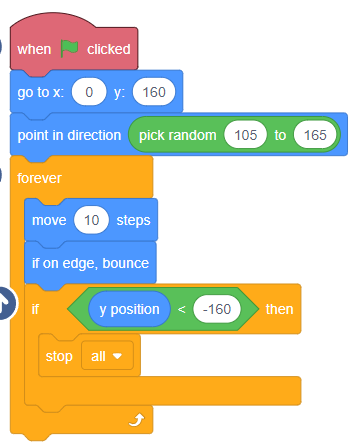 when clicked
go to x: 0 y: 160
point in direction pick random 105 to 165
forever
move 10 steps
if on edge, bounce
if y position < -160 then
stop all